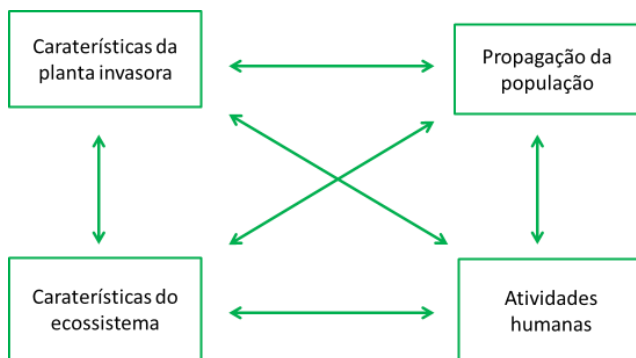 Caraterísticas da
planta invasora
Propagação da
população
Caraterísticas do
ecossistema
Atividades
humanas